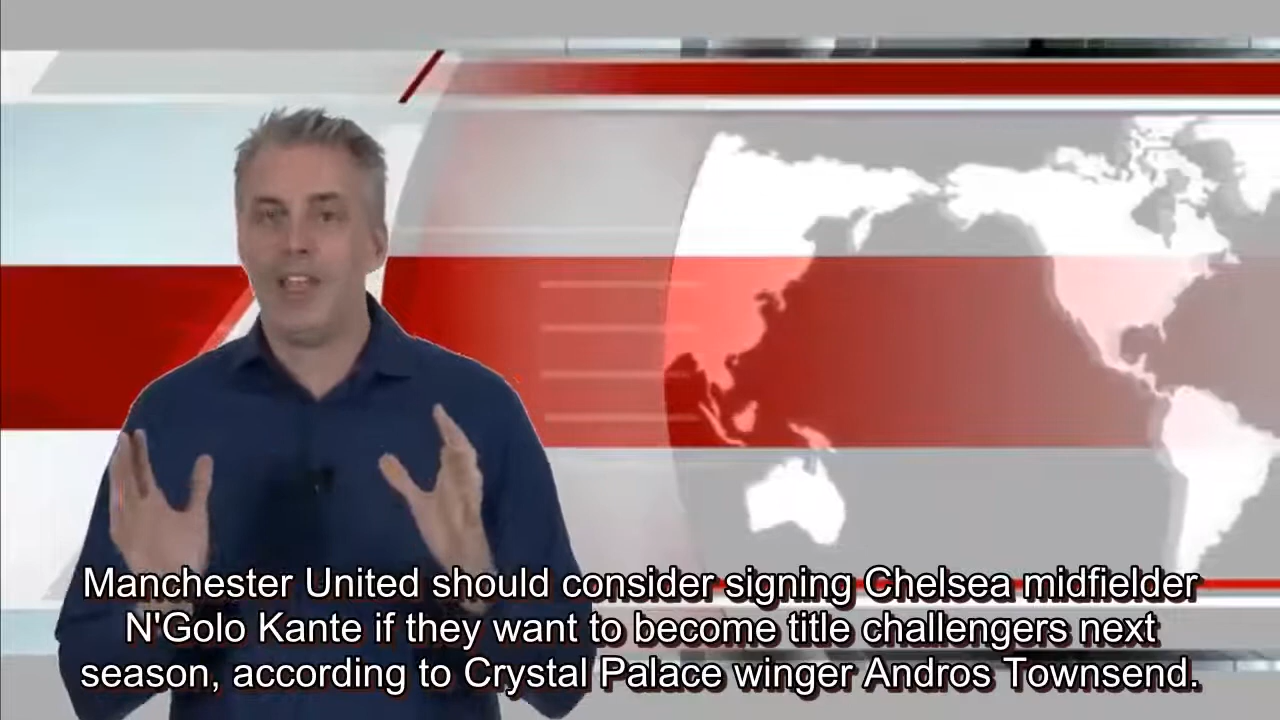 Manchester United should consider signing Chelsea midfielder
N'Golo Kante if they want to become title challengers next
season, according to Crystal Palace winger Andros Townsend.